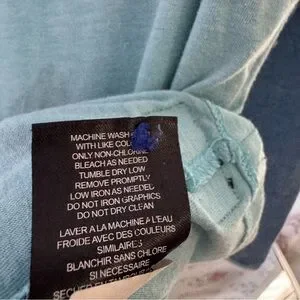 MACHINE WASH
WITH LIKE
ONLY NON-CHLORINE
BLEACH AS NEEDED
TUMBLE DRY LOW
REMOVE PROMPTLY
LOW IRON AS NEEDED.
DO NOT IRON GRAPHICS
DO NOT DRY CLEAN
LAVER A LA MACHINE A L'EAU
FROIDE AVEC DES COULEURS
SIMILAIRES
BLANCHIR SANS CHLORE
SI NECESSAIRE